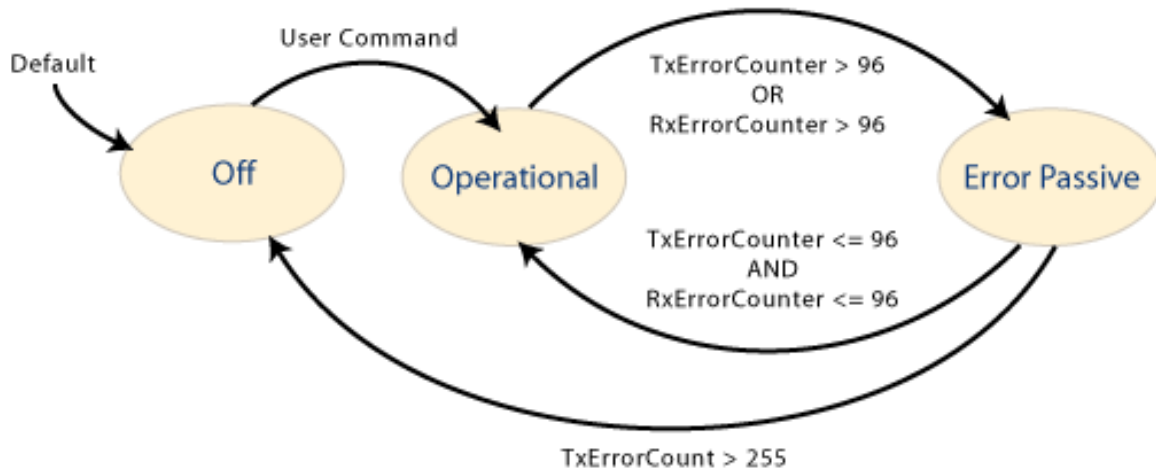 User Command
Default
TxErrorCounter > 96
OR
RxErrorCounter > 96
Off
Operational
Error Passive
TxErrorCounter <= 96
AND
RxErrorCounter <= 96
TxErrorCount > 255